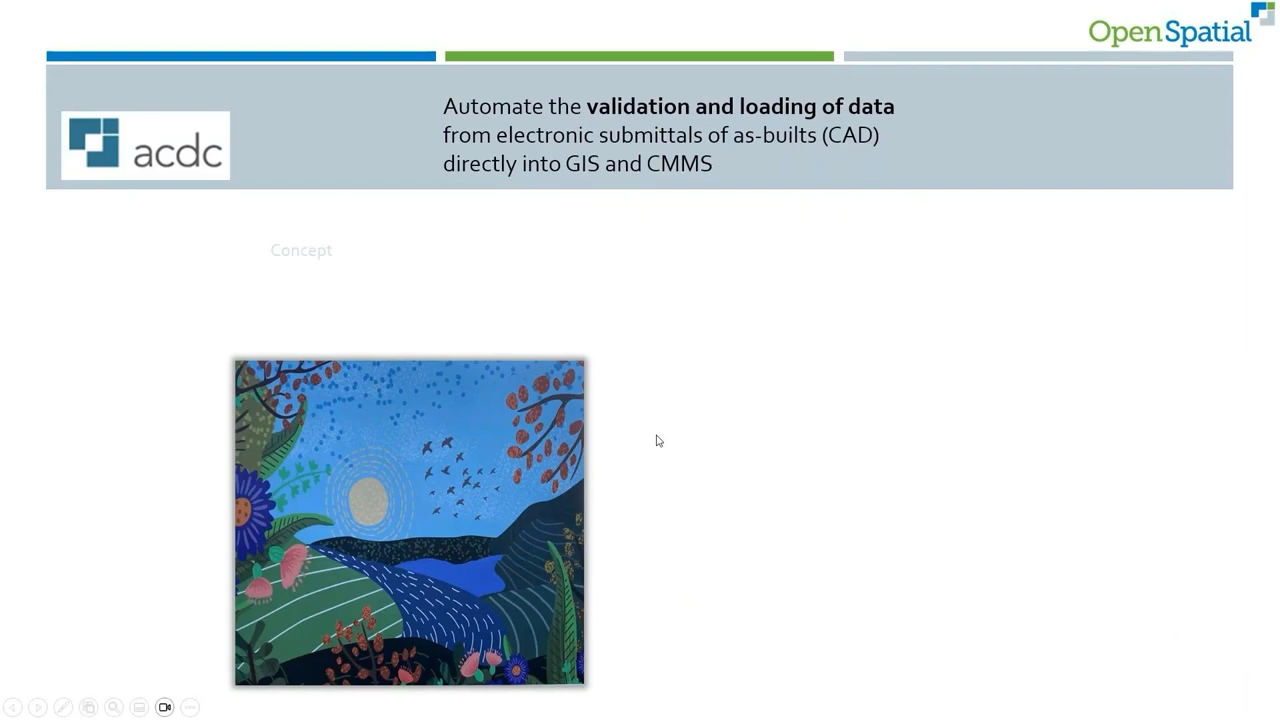 OpenSpatial
acdc
Automate the validation and loading of data
from electronic submittals of as-builts (CAD)
directly into GIS and CMMS
Concept